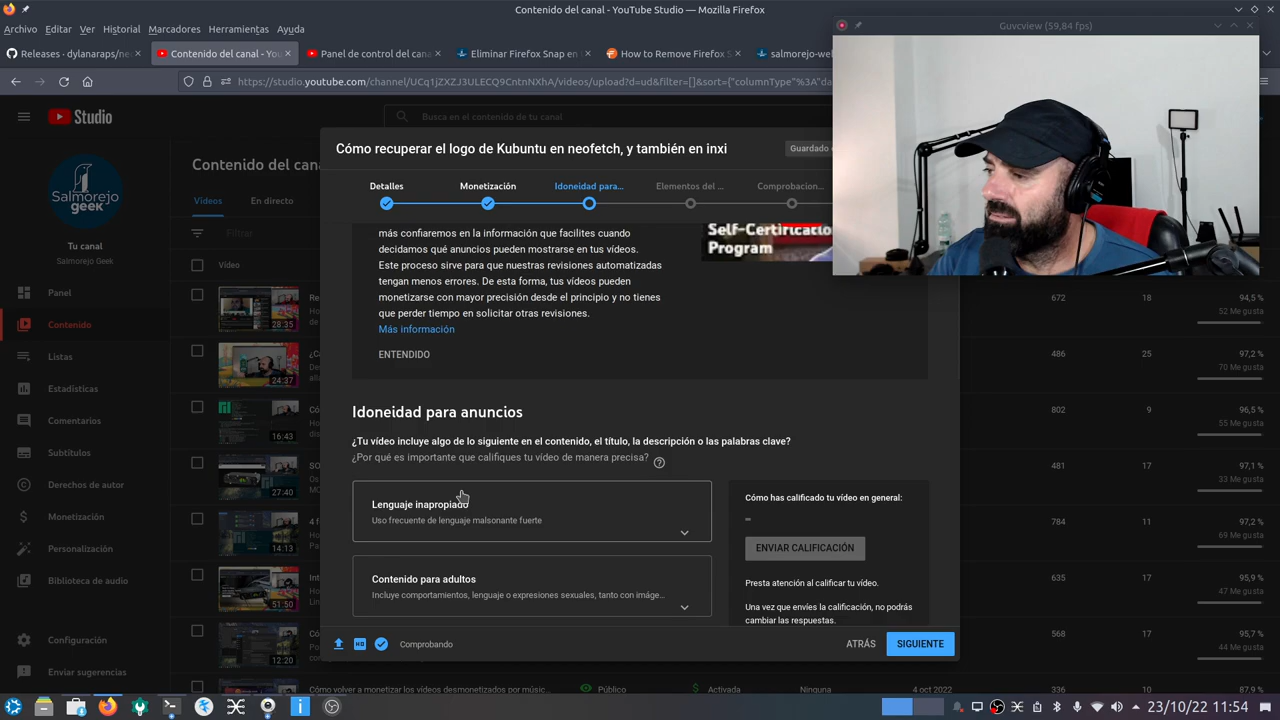 Contenido del canal - YouTube Studio — Mozilla Firefox
Archivo Editar Ver Historial Marcadores Herramientas Ayuda
Guvcview (59,84 fps)
Releases · dylanaraps/ne
Contenido del canal - You
Panel de control del cana
Eliminar Firefox Snap en
How to Remove Firefox S
salmorejo-we
https://studio.youtube.com/channel/UCq1jZXZJ3ULECQ9CntnNXhA/videos/upload?d=ud&filter=[]&sort={"columnType"%3A"da
Studio
Busca en el contenido de tu canal
Salmorejo
geek
Tu canal
Salmorejo Geek
Panel
Contenido
Listas
Estadísticas
Comentarios
Subtítulos
Derechos de autor
Monetización
Personalización
Biblioteca de audio
Configuración
Enviar sugerencias
Contenido del cana
Vídeos
En directo
Filtrar
Vídeo
28:35
24:37
16:43
27:40
14:13
51:50
12:20
Cómo recuperar el logo de Kubuntu en neofetch, y también en inxi
Guardado
Detalles
Monetización
Idoneidad para...
Elementos del ...
Comprobacion...
más confiaremos en la información que facilites cuando
decidamos qué anuncios pueden mostrarse en tus vídeos.
Este proceso sirve para que nuestras revisiones automatizadas
tengan menos errores. De esta forma, tus vídeos pueden
monetizarse con mayor precisión desde el principio y no tienes
que perder tiempo en solicitar otras revisiones.
Más información
ENTENDIDO
Self-Certificatio
Program
Idoneidad para anuncios
¿Tu vídeo incluye algo de lo siguiente en el contenido, el título, la descripción o las palabras clave?
¿Por qué es importante que califiques tu vídeo de manera precisa?
Lenguaje inapropiado
Uso frecuente de lenguaje malsonante fuerte
Contenido para adultos
Incluye comportamientos, lenguaje o expresiones sexuales, tanto con imáge...
Cómo has calificado tu vídeo en general:
–
ENVIAR CALIFICACIÓN
Presta atención al calificar tu vídeo.
Una vez que envíes la calificación, no podrás
cambiar las respuestas.
Comprobando
ATRÁS
SIGUIENTE
672 18 94,5 %
52 Me gusta
486 25 97,2 %
70 Me gusta
802 9 96,5 %
55 Me gusta
481 17 97,1 %
33 Me gusta
784 11 97,2 %
69 Me gusta
635 17 95,9 %
47 Me gusta
568 17 95,7 %
44 Me gusta
Cómo volver a monetizar los vídeos desmonetizados por músic... Público Activada Ninguna 4 oct 2022 336 10 87,9 %
23/10/22 11:54